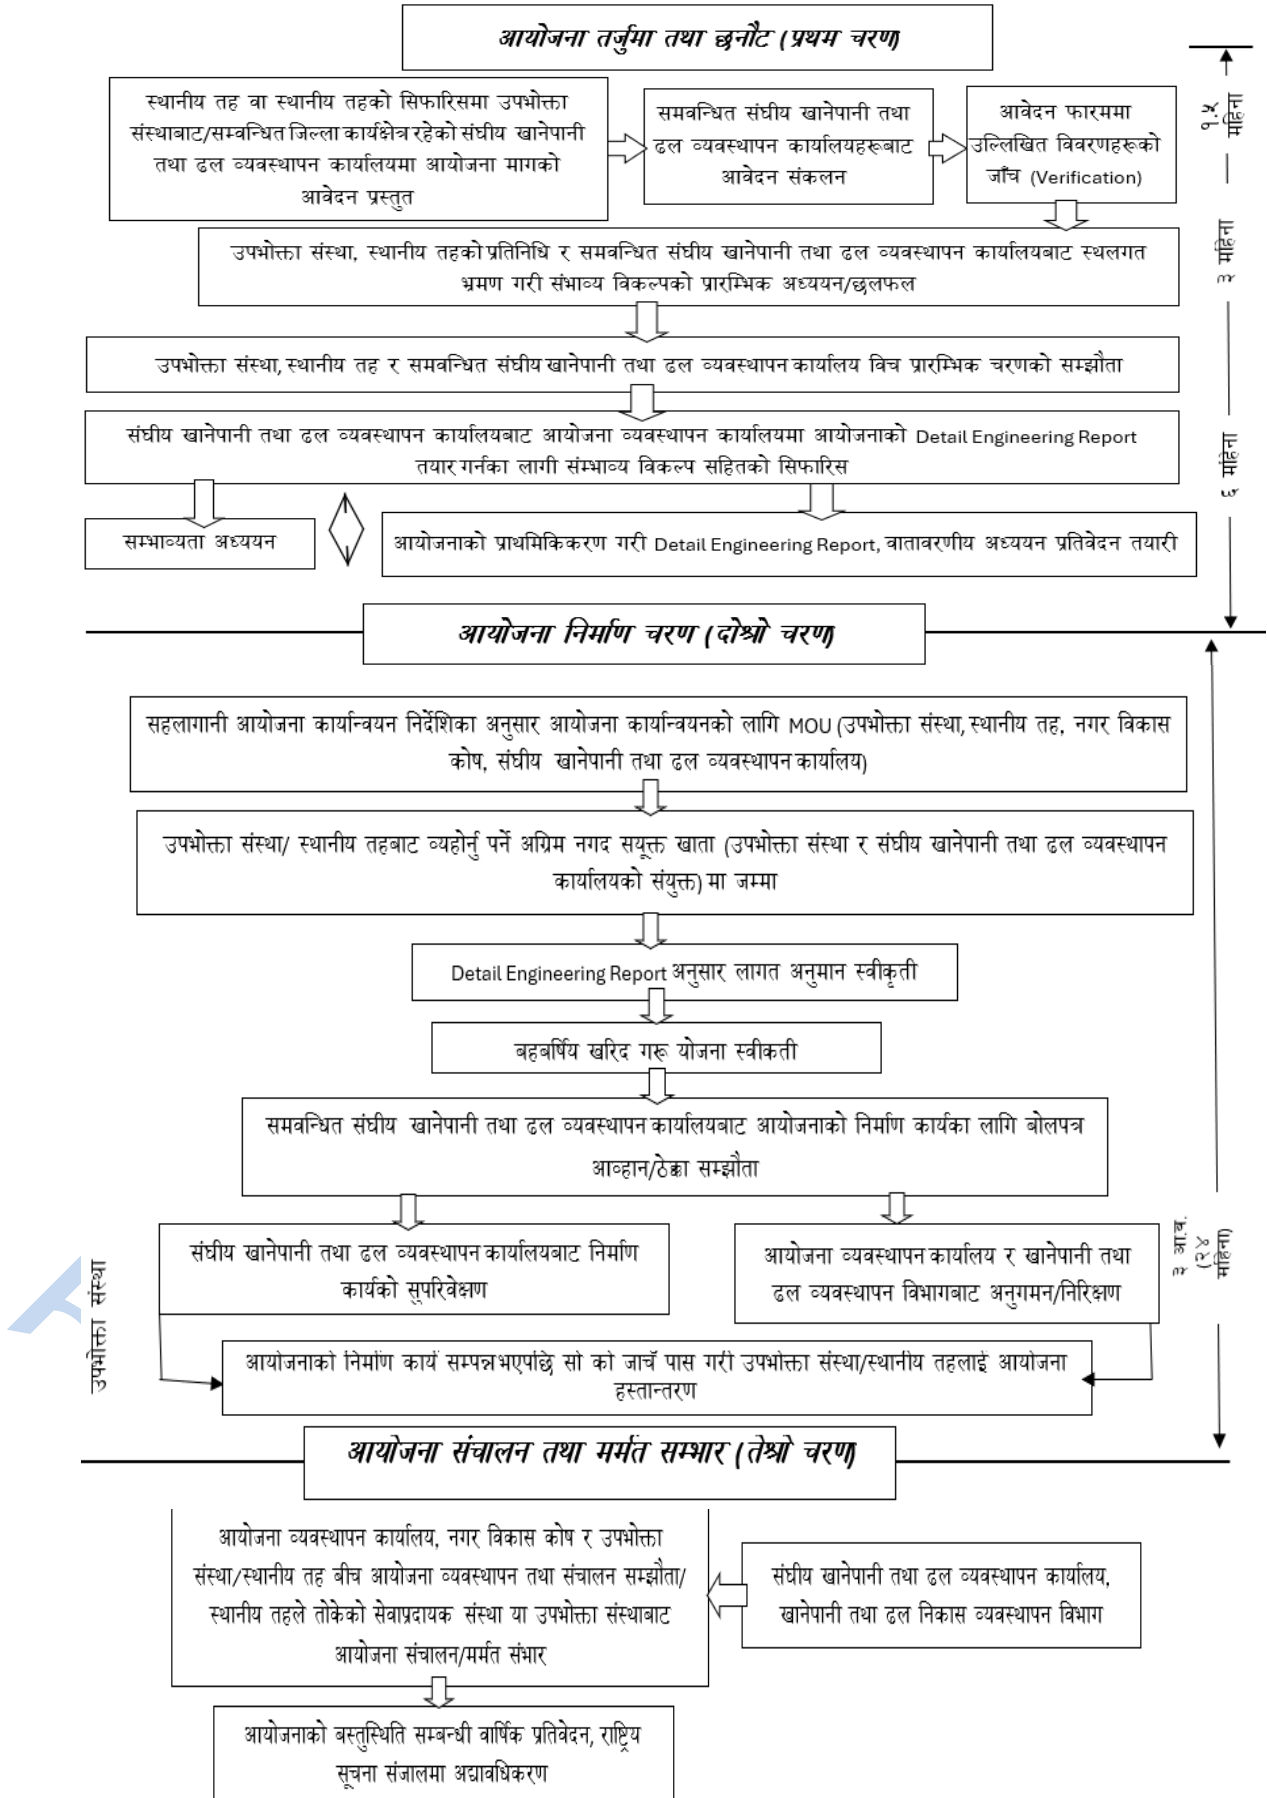 आयोजना तर्जुमा तथा छनौट (प्रथम चरण)
स्थानीय तह वा स्थानीय तहको सिफारिसमा उपभोक्ता
संस्थाबाट/सम्वन्धित जिल्ला कार्यक्षेत्र रहेको संघीय खानेपानी
तथा ढल व्यवस्थापन कार्यालयमा आयोजना मागको
आवेदन प्रस्तुत
समवन्धित संघीय खानेपानी तथा
ढल व्यवस्थापन कार्यालयहरूबाट
आवेदन संकलन
आवेदन फारममा
उल्लिखित विवरणहरूको
जाँच (Verification)
१.५
महिना
उपभोक्ता संस्था, स्थानीय तहको प्रतिनिधि र समवन्धित संघीय खानेपानी तथा ढल व्यवस्थापन कार्यालयबाट स्थलगत
भ्रमण गरी संभाव्य विकल्पको प्रारम्भिक अध्ययन/छलफल
३ महिना
उपभोक्ता संस्था, स्थानीय तह र समवन्धित संघीय खानेपानी तथा ढल व्यवस्थापन कार्यालय विच प्रारम्भिक चरणको सम्झौता
संघीय खानेपानी तथा ढल व्यवस्थापन कार्यालयबाट आयोजना व्यवस्थापन कार्यालयमा आयोजनाको Detail Engineering Report
तयार गर्नका लागी संम्भाव्य विकल्प सहितको सिफारिस
६ महिना
सम्भाव्यता अध्ययन
आयोजनाको प्राथमिकिकरण गरी Detail Engineering Report, वातावरणीय अध्ययन प्रतिवेदन तयारी
आयोजना निर्माण चरण (दोश्रो चरण)
सहलागानी आयोजना कार्यान्वयन निर्देशिका अनुसार आयोजना कार्यान्वयनको लागि MOU (उपभोक्ता संस्था, स्थानीय तह, नगर विकास
कोष, संघीय खानेपानी तथा ढल व्यवस्थापन कार्यालय)
उपभोक्ता संस्था/ स्थानीय तहबाट व्यहोर्नु पर्ने अग्रिम नगद सयूक्त खाता (उपभोक्ता संस्था र संघीय खानेपानी तथा ढल व्यवस्थापन
कार्यालयको संयुक्त) मा जम्मा
Detail Engineering Report अनुसार लागत अनुमान स्वीकृती
बहबर्षिय खरिद गरू योजना स्वीकती
समवन्धित संघीय खानेपानी तथा ढल व्यवस्थापन कार्यालयबाट आयोजनाको निर्माण कार्यका लागि बोलपत्र
आव्हान/ठेक्का सम्झौता
संघीय खानेपानी तथा ढल व्यवस्थापन कार्यालयबाट निर्माण
कार्यको सुपरिवेक्षण
आयोजना व्यवस्थापन कार्यालय र खानेपानी तथा
ढल व्यवस्थापन विभागबाट अनुगमन/निरिक्षण
३ आ.व.
(२४
महिना)
उपभोक्ता संस्था
आयोजनाको निर्माण कार्य सम्पन्न भएपछि सो को जाचँ पास गरी उपभोक्ता संस्था/स्थानीय तहलाई आयोजना
हस्तान्तरण
आयोजना संचालन तथा मर्मत सम्भार (तेश्रो चरण)
आयोजना व्यवस्थापन कार्यालय, नगर विकास कोष र उपभोक्ता
संस्था/स्थानीय तह बीच आयोजना व्यवस्थापन तथा संचालन सम्झौता/
स्थानीय तहले तोकेको सेवाप्रदायक संस्था या उपभोक्ता संस्थाबाट
आयोजना संचालन/मर्मत संभार
संघीय खानेपानी तथा ढल व्यवस्थापन कार्यालय,
खानेपानी तथा ढल निकास व्यवस्थापन विभाग
आयोजनाको बस्तुस्थिति सम्बन्धी वार्षिक प्रतिवेदन, राष्ट्रिय
सूचना संजालमा अद्यावधिकरण